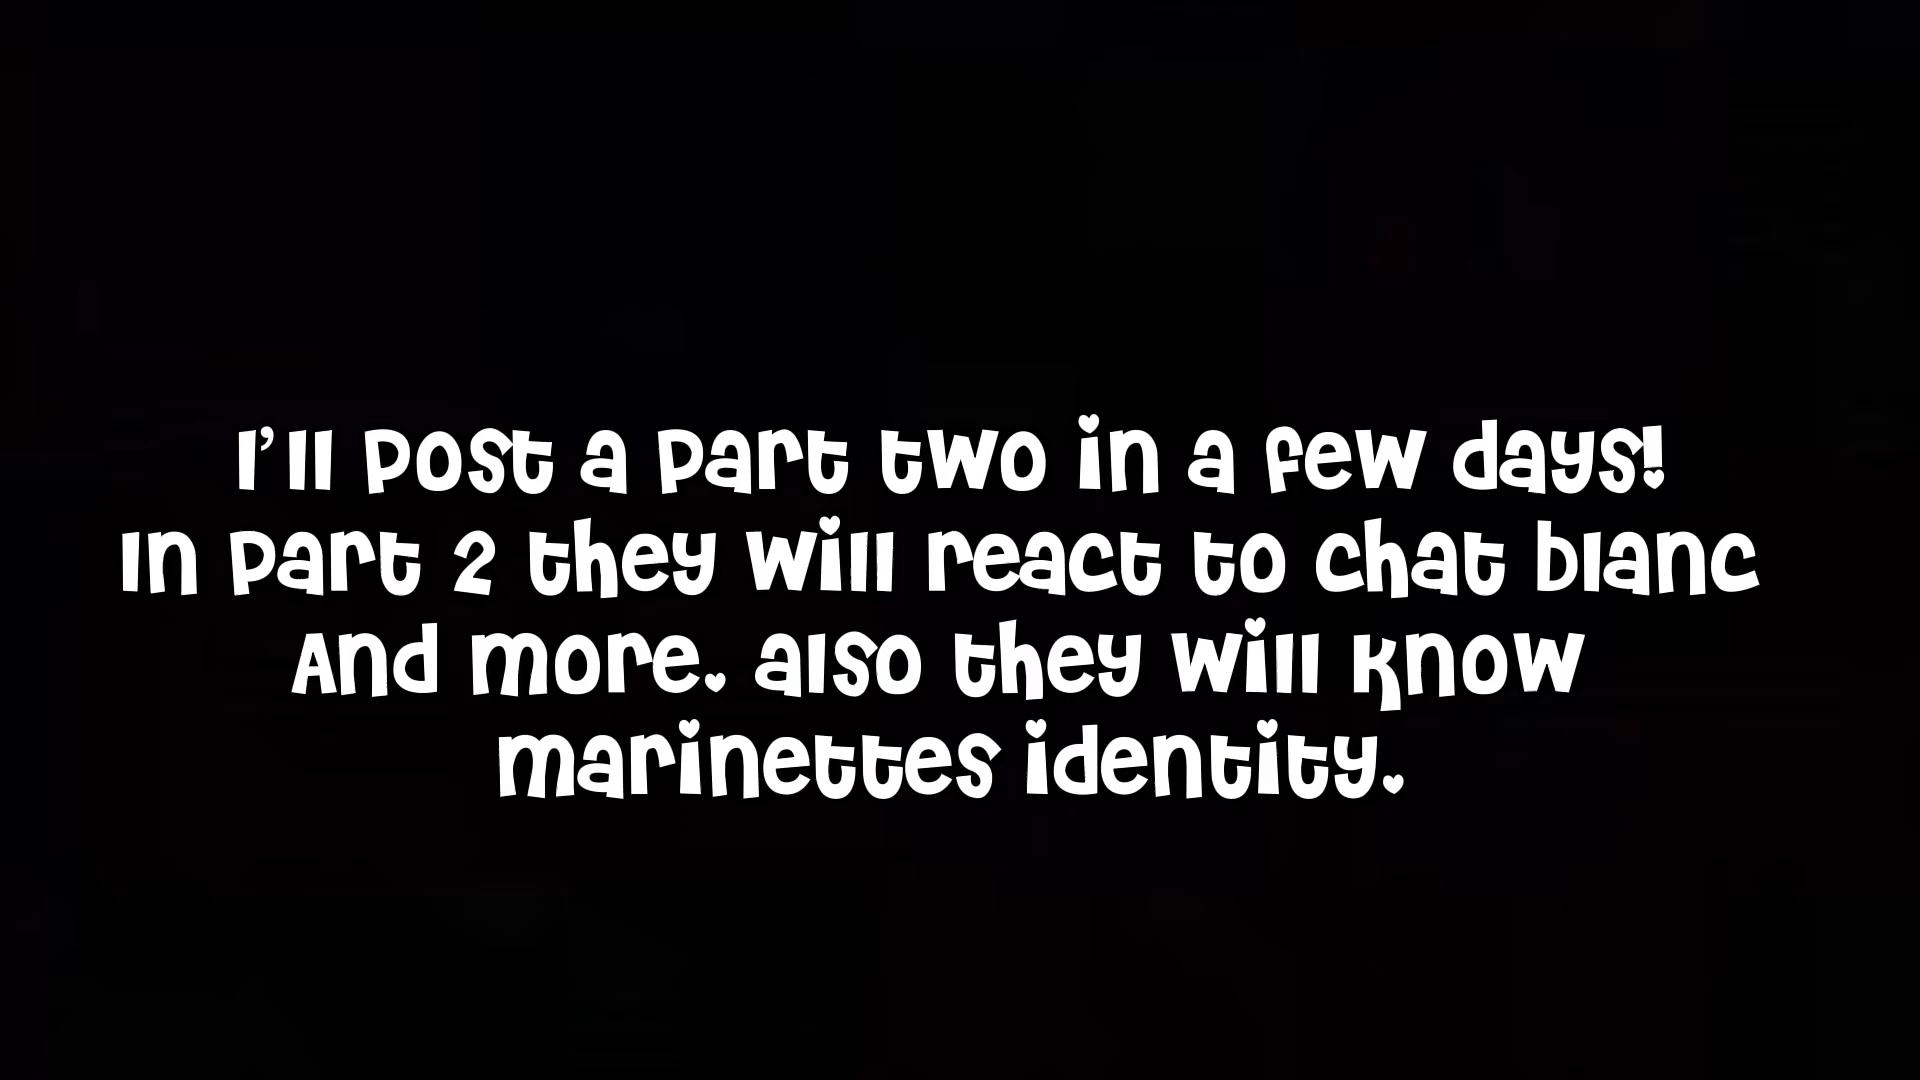 I'll post a part two in a few days!
In part 2 they will react to chat blanc
And more. also they will know
marinettes identity.